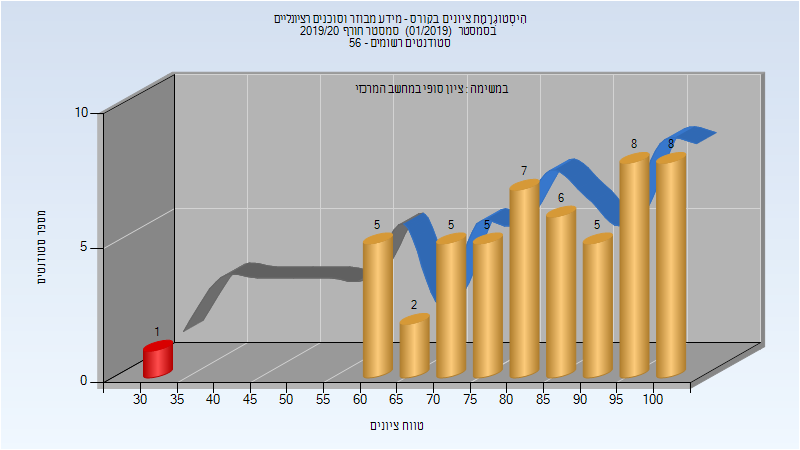 היסטוגרמת ציונים בקורס - מידע מבוזר וסוכנים רציונליים
בסמסטר (01/2019) סמסטר חורף 2019/20
סטודנטים רשומים - 56
במשימה : ציון סופי במחשב המרכזי
מספר סטודנטים
10
5
0
1
5
2
5
5
7
6
5
8
8
30 35 40 45 50 55 60 65 70 75 80 85 90 95 100
טווח ציונים